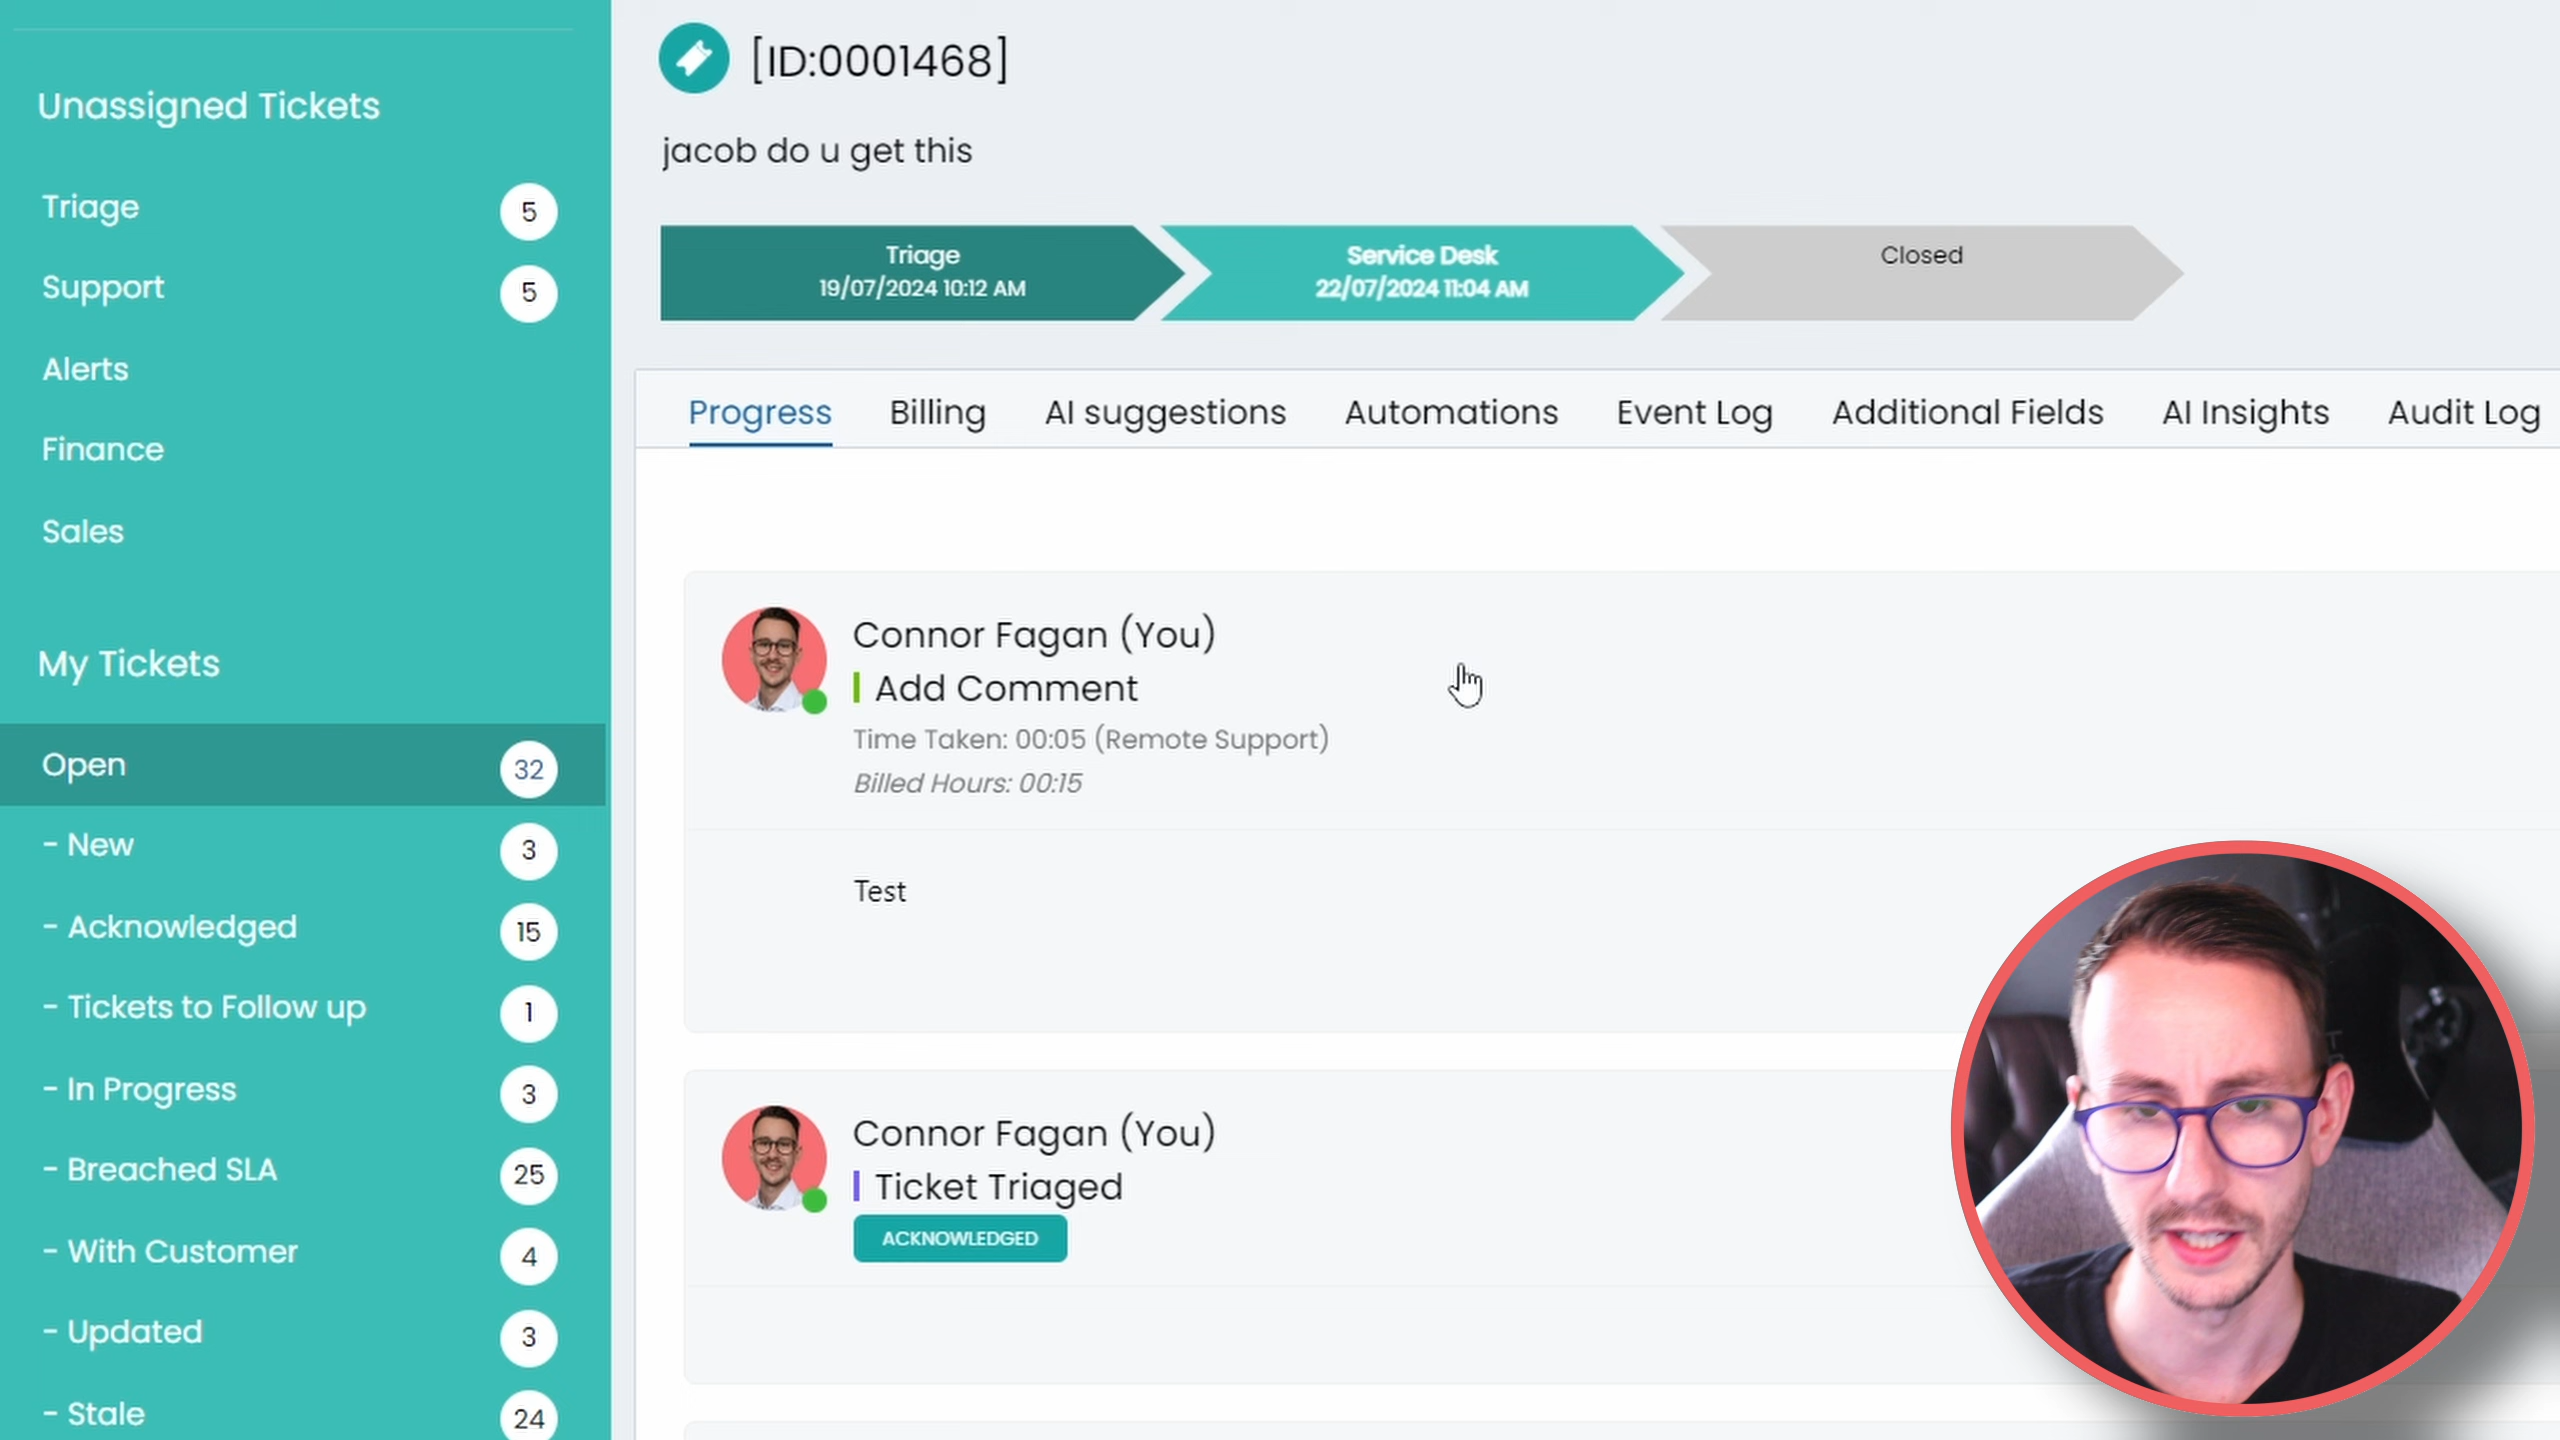 Unassigned Tickets
Triage 5
Support 5
Alerts
Finance
Sales
My Tickets
Open 32
- New 3
- Acknowledged 15
- Tickets to Follow up 1
- In Progress 3
- Breached SLA 25
- With Customer 4
- Updated 3
- Stale 24
[ID:0001468]
jacob do u get this
Triage
19/07/2024 10:12 AM
Service Desk
22/07/2024 11:04 AM
Closed
Progress Billing AI suggestions Automations Event Log Additional Fields AI Insights Audit Log
Connor Fagan (You)
Add Comment
Time Taken: 00:05 (Remote Support)
Billed Hours: 00:15
Test
Connor Fagan (You)
Ticket Triaged
ACKNOWLEDGED